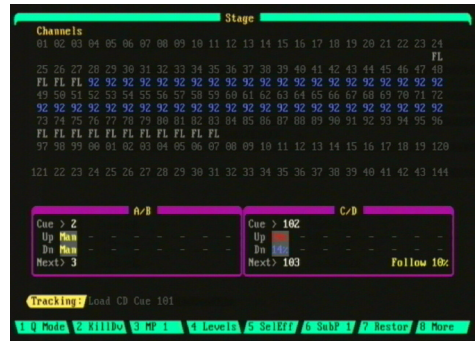 Stage
Channels
01 02 03 04 05 06 07 08 09 10 11 12 13 14 15 16 17 18 19 20 21 22 23 24
FL
25 26 27 28 29 30 31 32 33 34 35 36 37 38 39 40 41 42 43 44 45 46 47 48
FL FL FL 92 92 92 92 92 92 92 92 92 92 92 92 92 92 92 92 92 92 92 92 92
49 50 51 52 53 54 55 56 57 58 59 60 61 62 63 64 65 66 67 68 69 70 71 72
92 92 92 92 92 92 92 92 92 92 92 92 92 92 92 92 92 92 92 92 92 92 92 92
73 74 75 76 77 78 79 80 81 82 83 84 85 86 87 88 89 90 91 92 93 94 95 96
FL FL FL FL FL FL FL FL FL FL
97 98 99 00 01 02 03 04 05 06 07 08 09 10 11 12 13 14 15 16 17 18 19 120
121 22 23 24 25 26 27 28 29 30 31 32 33 34 35 36 37 38 39 40 41 42 43 144
A/B C/D
Cue > 2 Cue > 102
Up Man - - - - - - Up - - - - - -
Dn Man - - - - - - Dn 14% - - - - - -
Next> 3 Next> 103 Follow 10%
Tracking: Load CD Cue 101
1 Q Mode 2 KillDv 3 MP 1 4 Levels 5 SelEff 6 SubP 1 7 Restor 8 More